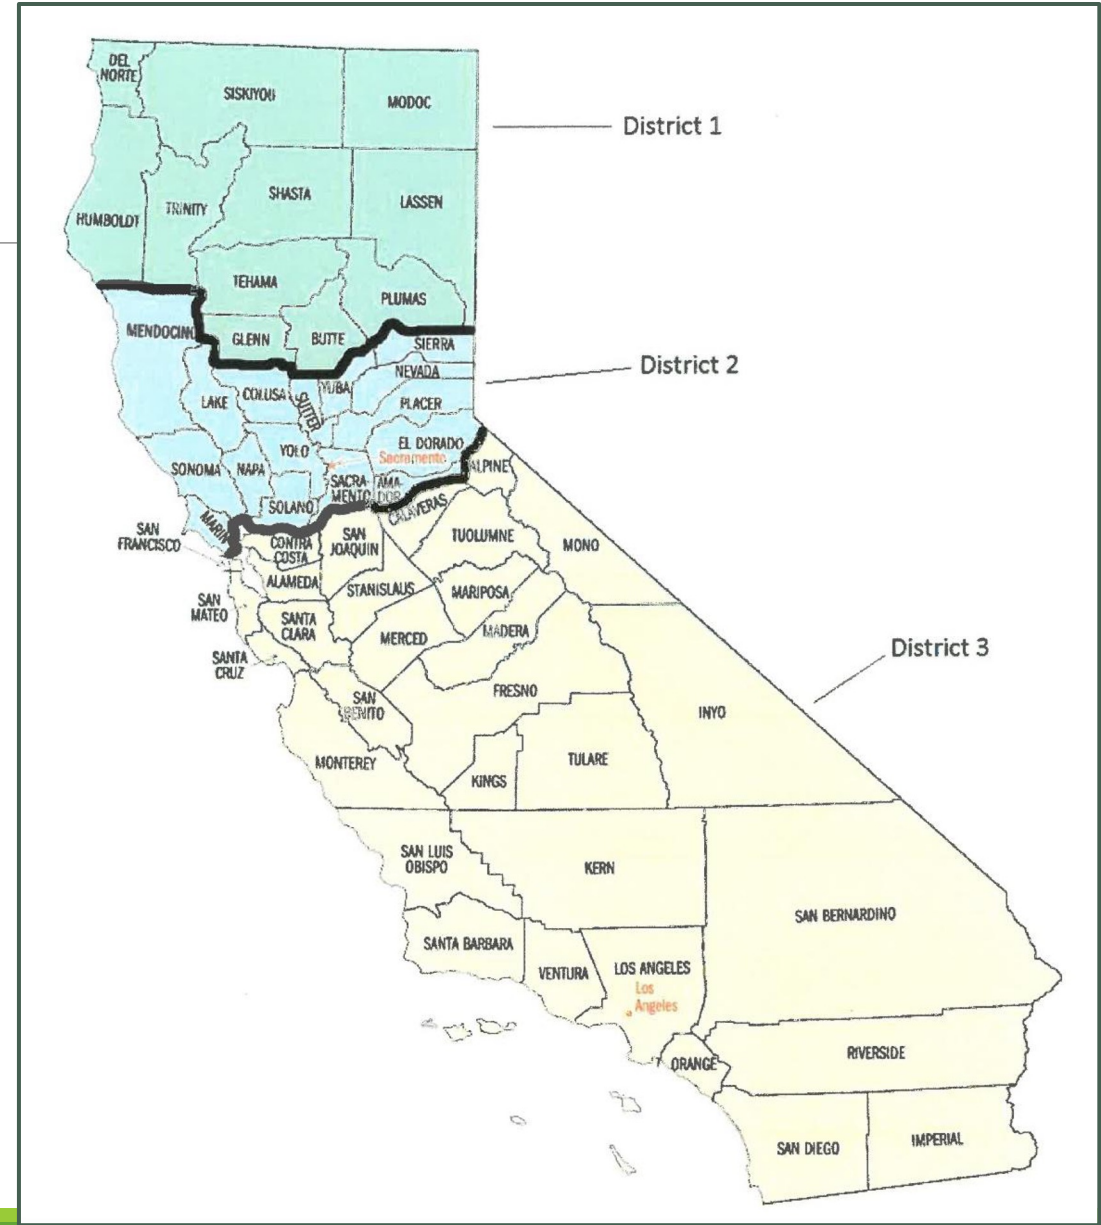 DEL
NORTE
SISKIYOU
MODOC
District 1
HUMBOLDT
TRINITY
SHASTA
LASSEN
TEHAMA
PLUMAS
MENDOCINO
GLENN
BUTTE
SIERRA
District 2
NEVADA
LAKE
COLUSA
SUTTER
YUBA
PLACER
YOLO
EL DORADO
Sacramento
SONOMA
NAPA
SACRA-
MENTO
AMA-
DOR
ALPINE
SOLANO
MARIN
CALAVERAS
SAN
FRANCISCO
CONTRA
COSTA
SAN
JOAQUIN
TUOLUMNE
MONO
ALAMEDA
STANISLAUS
MARIPOSA
SAN
MATEO
SANTA
CLARA
MERCED
MADERA
District 3
SANTA
CRUZ
FRESNO
SAN
BENITO
INYO
MONTEREY
KINGS
TULARE
SAN LUIS
OBISPO
KERN
SAN BERNARDINO
SANTA BARBARA
VENTURA
LOS ANGELES
Los
Angeles
ORANGE
RIVERSIDE
SAN DIEGO
IMPERIAL